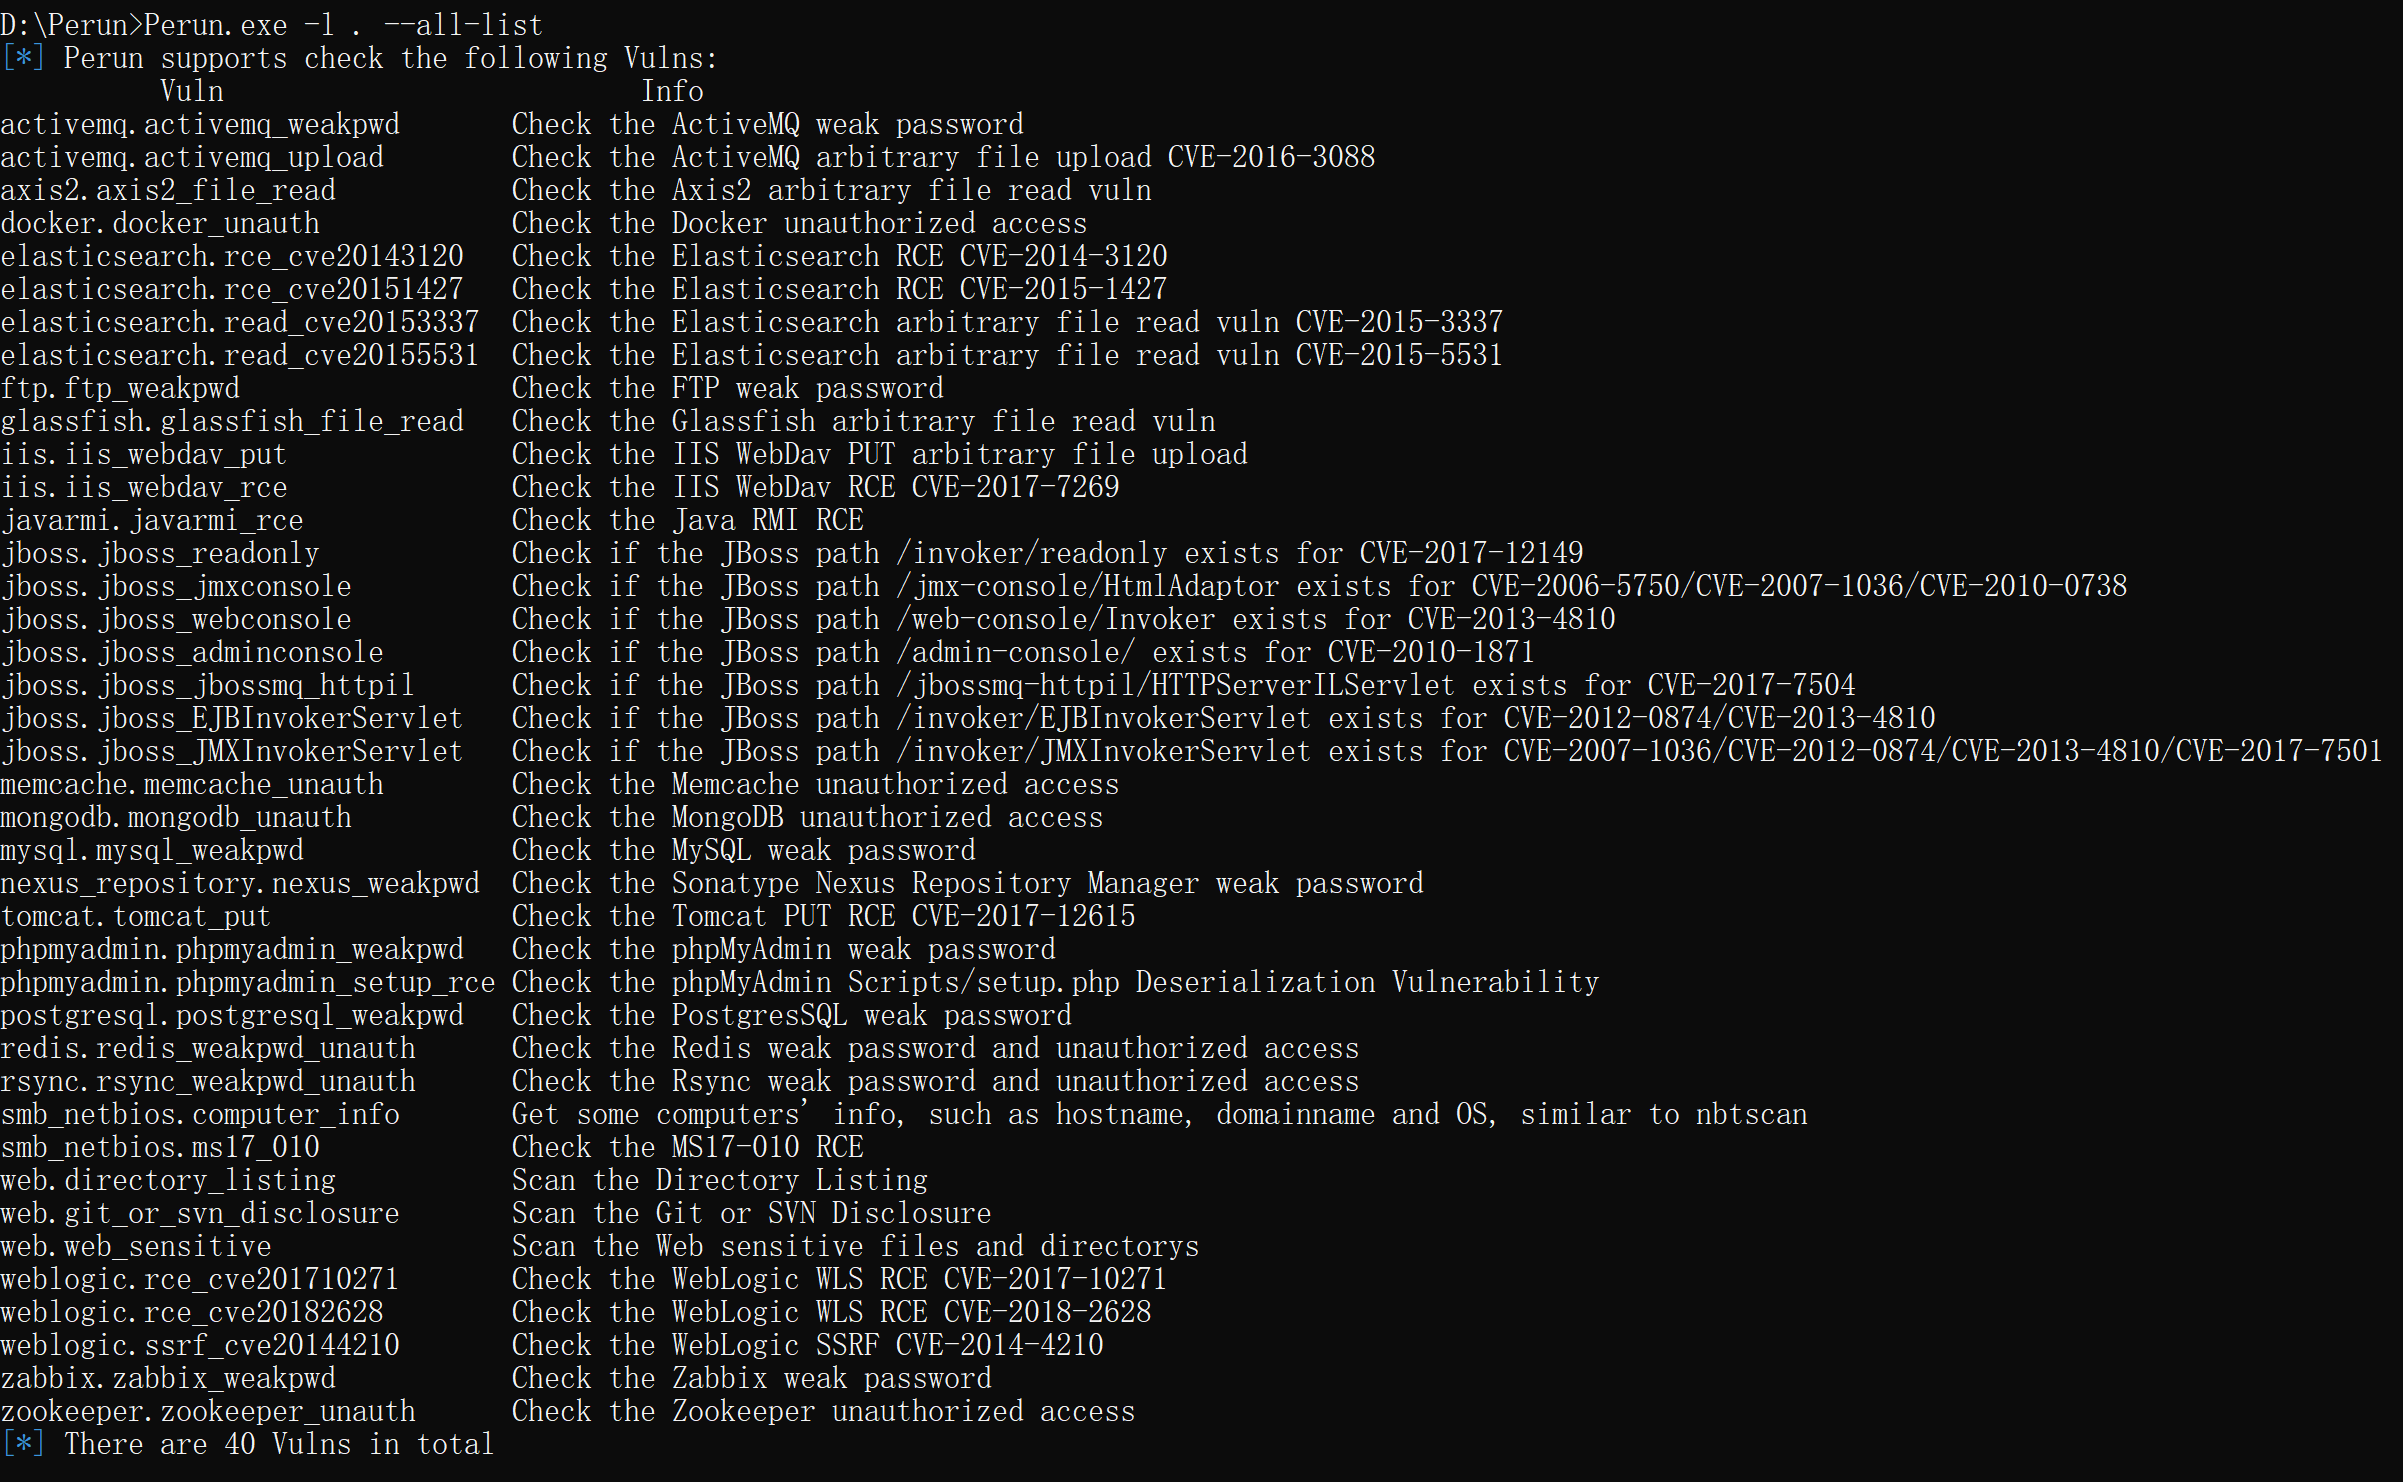 D:\Perun>Perun.exe -l . --all-list
[*] Perun supports check the following Vulns:
Vuln Info
activemq.activemq_weakpwd Check the ActiveMQ weak password
activemq.activemq_upload Check the ActiveMQ arbitrary file upload CVE-2016-3088
axis2.axis2_file_read Check the Axis2 arbitrary file read vuln
docker.docker_unauth Check the Docker unauthorized access
elasticsearch.rce_cve20143120 Check the Elasticsearch RCE CVE-2014-3120
elasticsearch.rce_cve20151427 Check the Elasticsearch RCE CVE-2015-1427
elasticsearch.read_cve20153337 Check the Elasticsearch arbitrary file read vuln CVE-2015-3337
elasticsearch.read_cve20155531 Check the Elasticsearch arbitrary file read vuln CVE-2015-5531
ftp.ftp_weakpwd Check the FTP weak password
glassfish.glassfish_file_read Check the Glassfish arbitrary file read vuln
iis.iis_webdav_put Check the IIS WebDav PUT arbitrary file upload
iis.iis_webdav_rce Check the IIS WebDav RCE CVE-2017-7269
javarmi.javarmi_rce Check the Java RMI RCE
jboss.jboss_readonly Check if the JBoss path /invoker/readonly exists for CVE-2017-12149
jboss.jboss_jmxconsole Check if the JBoss path /jmx-console/HtmlAdaptor exists for CVE-2006-5750/CVE-2007-1036/CVE-2010-0738
jboss.jboss_webconsole Check if the JBoss path /web-console/Invoker exists for CVE-2013-4810
jboss.jboss_adminconsole Check if the JBoss path /admin-console/ exists for CVE-2010-1871
jboss.jboss_jbossmq_httpil Check if the JBoss path /jbossmq-httpil/HTTPServerILServlet exists for CVE-2017-7504
jboss.jboss_EJBInvokerServlet Check if the JBoss path /invoker/EJBInvokerServlet exists for CVE-2012-0874/CVE-2013-4810
jboss.jboss_JMXInvokerServlet Check if the JBoss path /invoker/JMXInvokerServlet exists for CVE-2007-1036/CVE-2012-0874/CVE-2013-4810/CVE-2017-7501
memcache.memcache_unauth Check the Memcache unauthorized access
mongodb.mongodb_unauth Check the MongoDB unauthorized access
mysql.mysql_weakpwd Check the MySQL weak password
nexus_repository.nexus_weakpwd Check the Sonatype Nexus Repository Manager weak password
tomcat.tomcat_put Check the Tomcat PUT RCE CVE-2017-12615
phpmyadmin.phpmyadmin_weakpwd Check the phpMyAdmin weak password
phpmyadmin.phpmyadmin_setup_rce Check the phpMyAdmin Scripts/setup.php Deserialization Vulnerability
postgresql.postgresql_weakpwd Check the PostgresSQL weak password
redis.redis_weakpwd_unauth Check the Redis weak password and unauthorized access
rsync.rsync_weakpwd_unauth Check the Rsync weak password and unauthorized access
smb_netbios.computer_info Get some computers' info, such as hostname, domainname and OS, similar to nbtscan
smb_netbios.ms17_010 Check the MS17-010 RCE
web.directory_listing Scan the Directory Listing
web.git_or_svn_disclosure Scan the Git or SVN Disclosure
web.web_sensitive Scan the Web sensitive files and directorys
weblogic.rce_cve201710271 Check the WebLogic WLS RCE CVE-2017-10271
weblogic.rce_cve20182628 Check the WebLogic WLS RCE CVE-2018-2628
weblogic.ssrf_cve20144210 Check the WebLogic SSRF CVE-2014-4210
zabbix.zabbix_weakpwd Check the Zabbix weak password
zookeeper.zookeeper_unauth Check the Zookeeper unauthorized access
[*] There are 40 Vulns in total